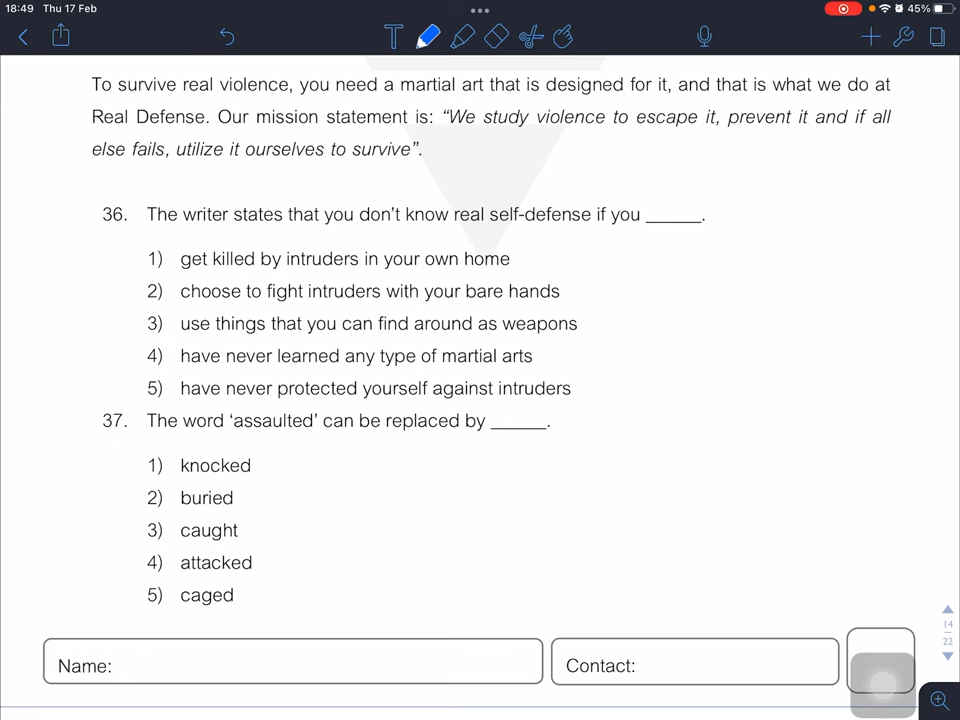 18:49 Thu 17 Feb
45%
To survive real violence, you need a martial art that is designed for it, and that is what we do at
Real Defense. Our mission statement is: “We study violence to escape it, prevent it and if all
else fails, utilize it ourselves to survive”.
36. The writer states that you don’t know real self-defense if you ______.
1) get killed by intruders in your own home
2) choose to fight intruders with your bare hands
3) use things that you can find around as weapons
4) have never learned any type of martial arts
5) have never protected yourself against intruders
37. The word ‘assaulted’ can be replaced by ______.
1) knocked
2) buried
3) caught
4) attacked
5) caged
14
22
Name:
Contact: